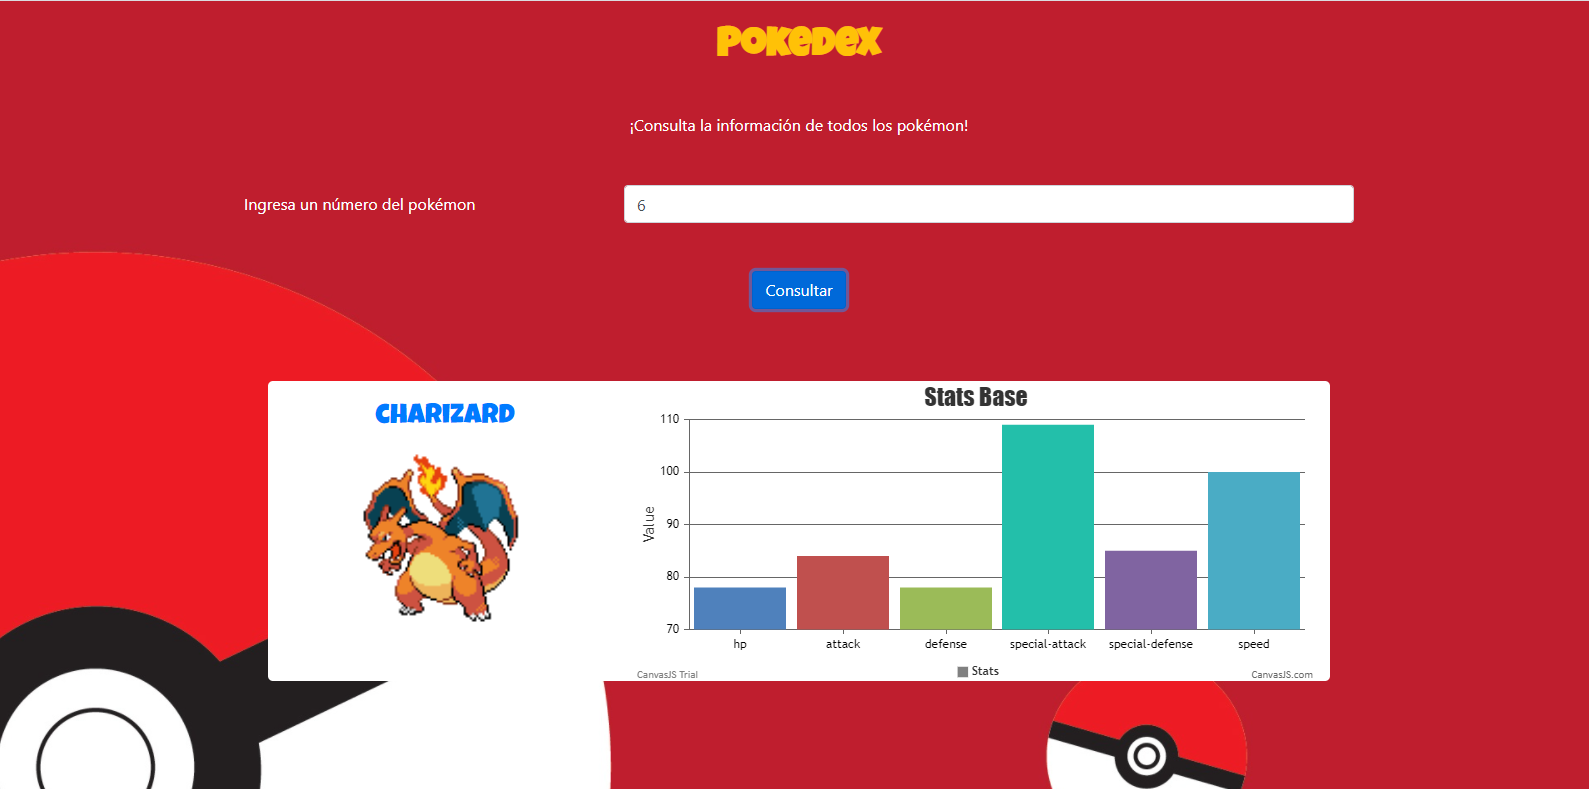 Pokedex
¡Consulta la información de todos los pokémon!
Ingresa un número del pokémon
6
Consultar
CHARIZARD
Stats Base
Value
110
100
90
80
70
hp attack defense special-attack special-defense speed
Stats
CanvasJS Trial
CanvasJS.com